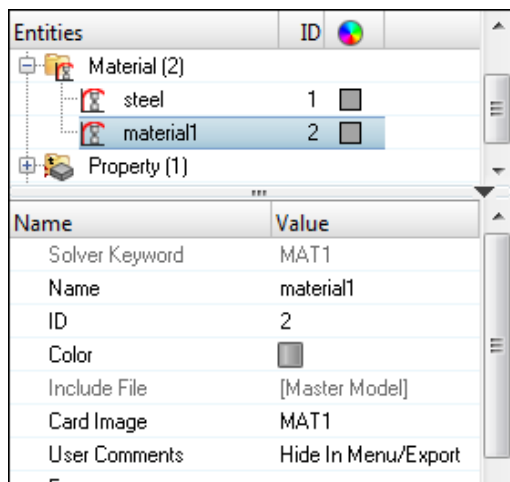 Entities ID
Material (2)
steel 1
material1 2
Property (1)
Name Value
Solver Keyword MAT1
Name material1
ID 2
Color
Include File [Master Model]
Card Image MAT1
User Comments Hide In Menu/Export